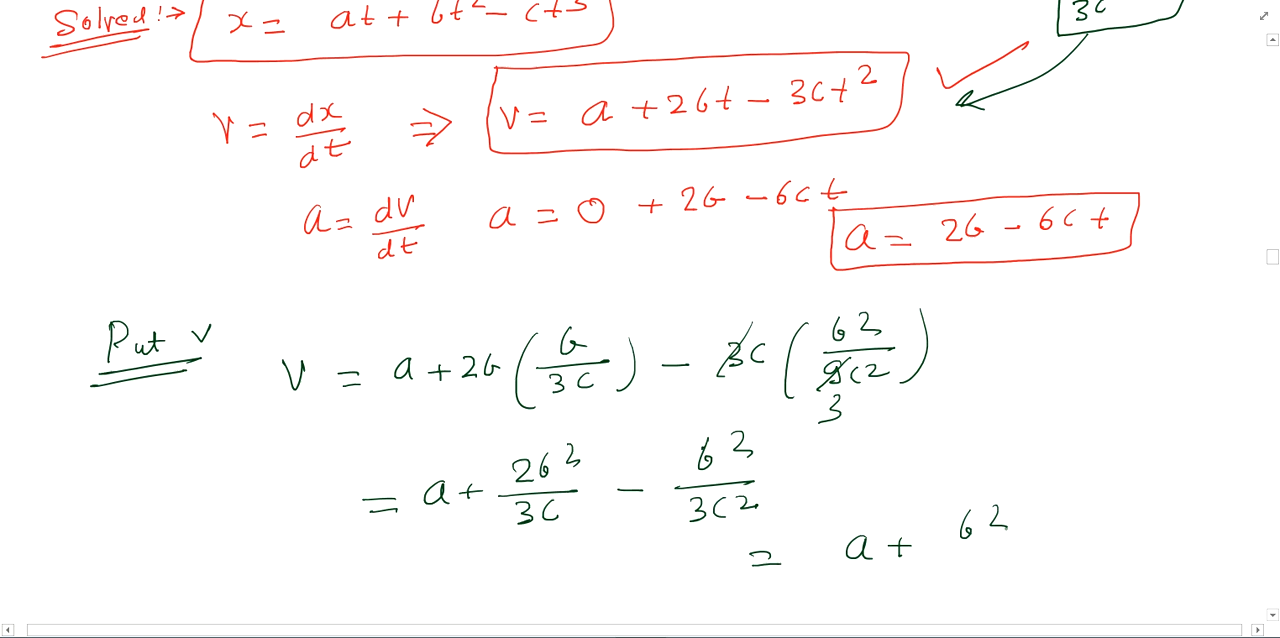 Solved :→ x = at + bt² - ct3
3c
v = dx/dt ⇒ v = a + 2bt - 3ct²
a = dv/dt a = 0 + 2b - 6ct
a = 2b - 6ct
Put v v = a + 2b (b/3c) - 3c (b²/9c2)
3
= a + 2b²/3c - b²/3c2
= a + b²